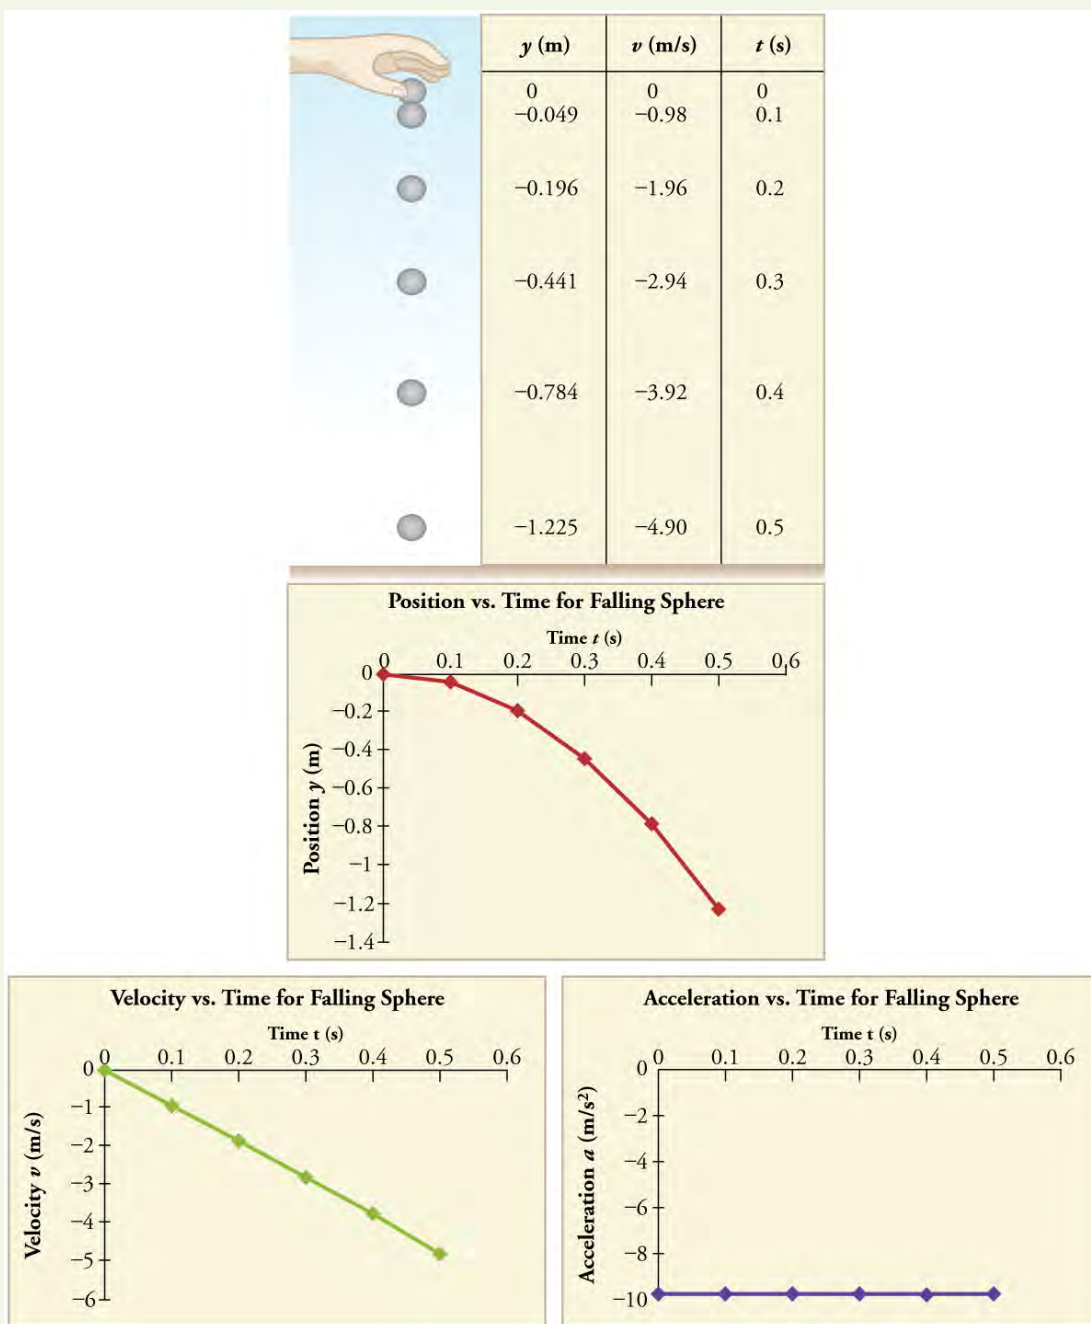 y (m) v (m/s) t (s)
0 0 0
−0.049 −0.98 0.1
−0.196 −1.96 0.2
−0.441 −2.94 0.3
−0.784 −3.92 0.4
−1.225 −4.90 0.5
Position vs. Time for Falling Sphere
Time t (s)
0 0.1 0.2 0.3 0.4 0.5 0.6
0
−0.2
−0.4
−0.6
−0.8
−1
−1.2
−1.4
Position y (m)
Velocity vs. Time for Falling Sphere
Time t (s)
0 0.1 0.2 0.3 0.4 0.5 0.6
0
−1
−2
−3
−4
−5
−6
Velocity v (m/s)
Acceleration vs. Time for Falling Sphere
Time t (s)
0 0.1 0.2 0.3 0.4 0.5 0.6
0
−2
−4
−6
−8
−10
Acceleration a (m/s²)